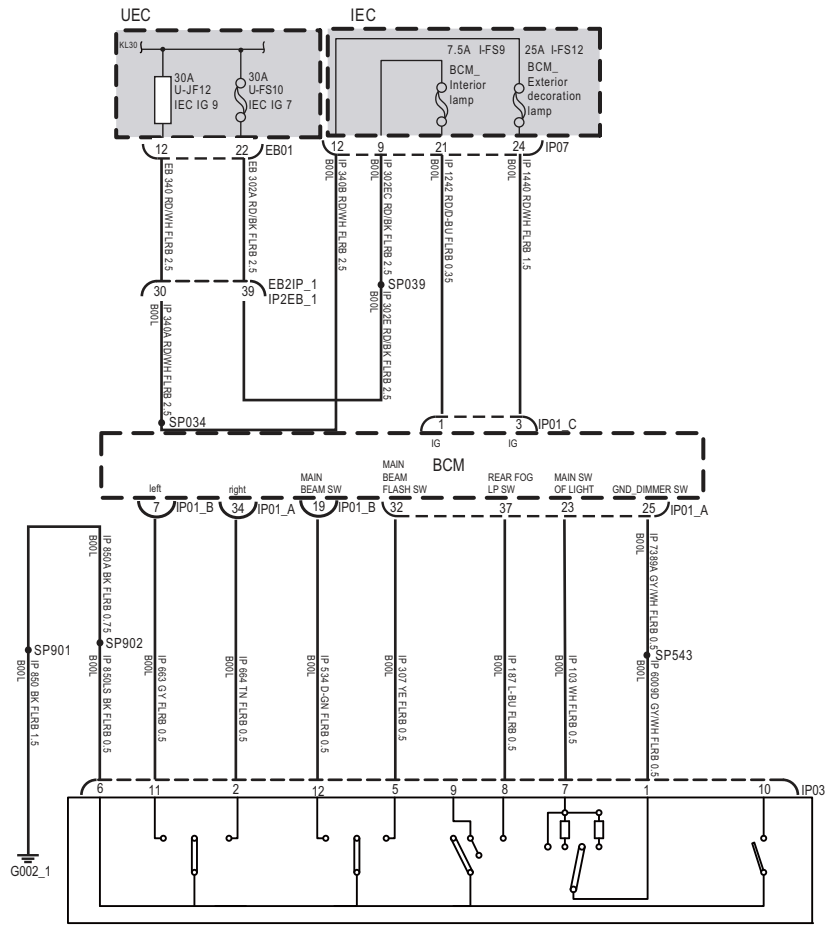 UEC
IEC
KL30
30A
U-JF12
IEC IG 9
30A
U-FS10
IEC IG 7
7.5A I-FS9
BCM_
Interior
lamp
25A I-FS12
BCM_
Exterior
decoration
lamp
12
22
EB01
12
9
21
24
IP07
EB 340 RD/WH FLRB 2.5
EB 302A RD/BK FLRB 2.5
IP 340B RD/WH FLRB 2.5
B00L
IP 302EC RD/BK FLRB 2.5
B00L
IP 1242 RD/D-BU FLRB 0.35
B00L
IP 1440 RD/WH FLRB 1.5
B00L
30
39
EB2IP_1
IP2EB_1
SP039
IP 340A RD/WH FLRB 2.5
B00L
IP 302E RD/BK FLRB 2.5
B00L
SP034
1
3
IP01_C
IG
IG
BCM
left
right
MAIN
BEAM SW
MAIN
BEAM
FLASH SW
REAR FOG
LP SW
MAIN SW
OF LIGHT
GND_DIMMER SW
7
IP01_B
34
IP01_A
19
IP01_B
32
37
23
25
IP01_A
IP 850A BK FLRB 0.75
B00L
IP 7389A GY/WH FLRB 0.5
B00L
SP901
SP902
SP543
IP 850 BK FLRB 1.5
B00L
IP 850LS BK FLRB 0.5
B00L
IP 663 GY FLRB 0.5
B00L
IP 664 TN FLRB 0.5
B00L
IP 534 D-GN FLRB 0.5
B00L
IP 307 YE FLRB 0.5
B00L
IP 187 L-BU FLRB 0.5
B00L
IP 103 WH FLRB 0.5
B00L
IP 6009D GY/WH FLRB 0.5
B00L
6
11
2
12
5
9
8
7
1
10
IP03
G002_1